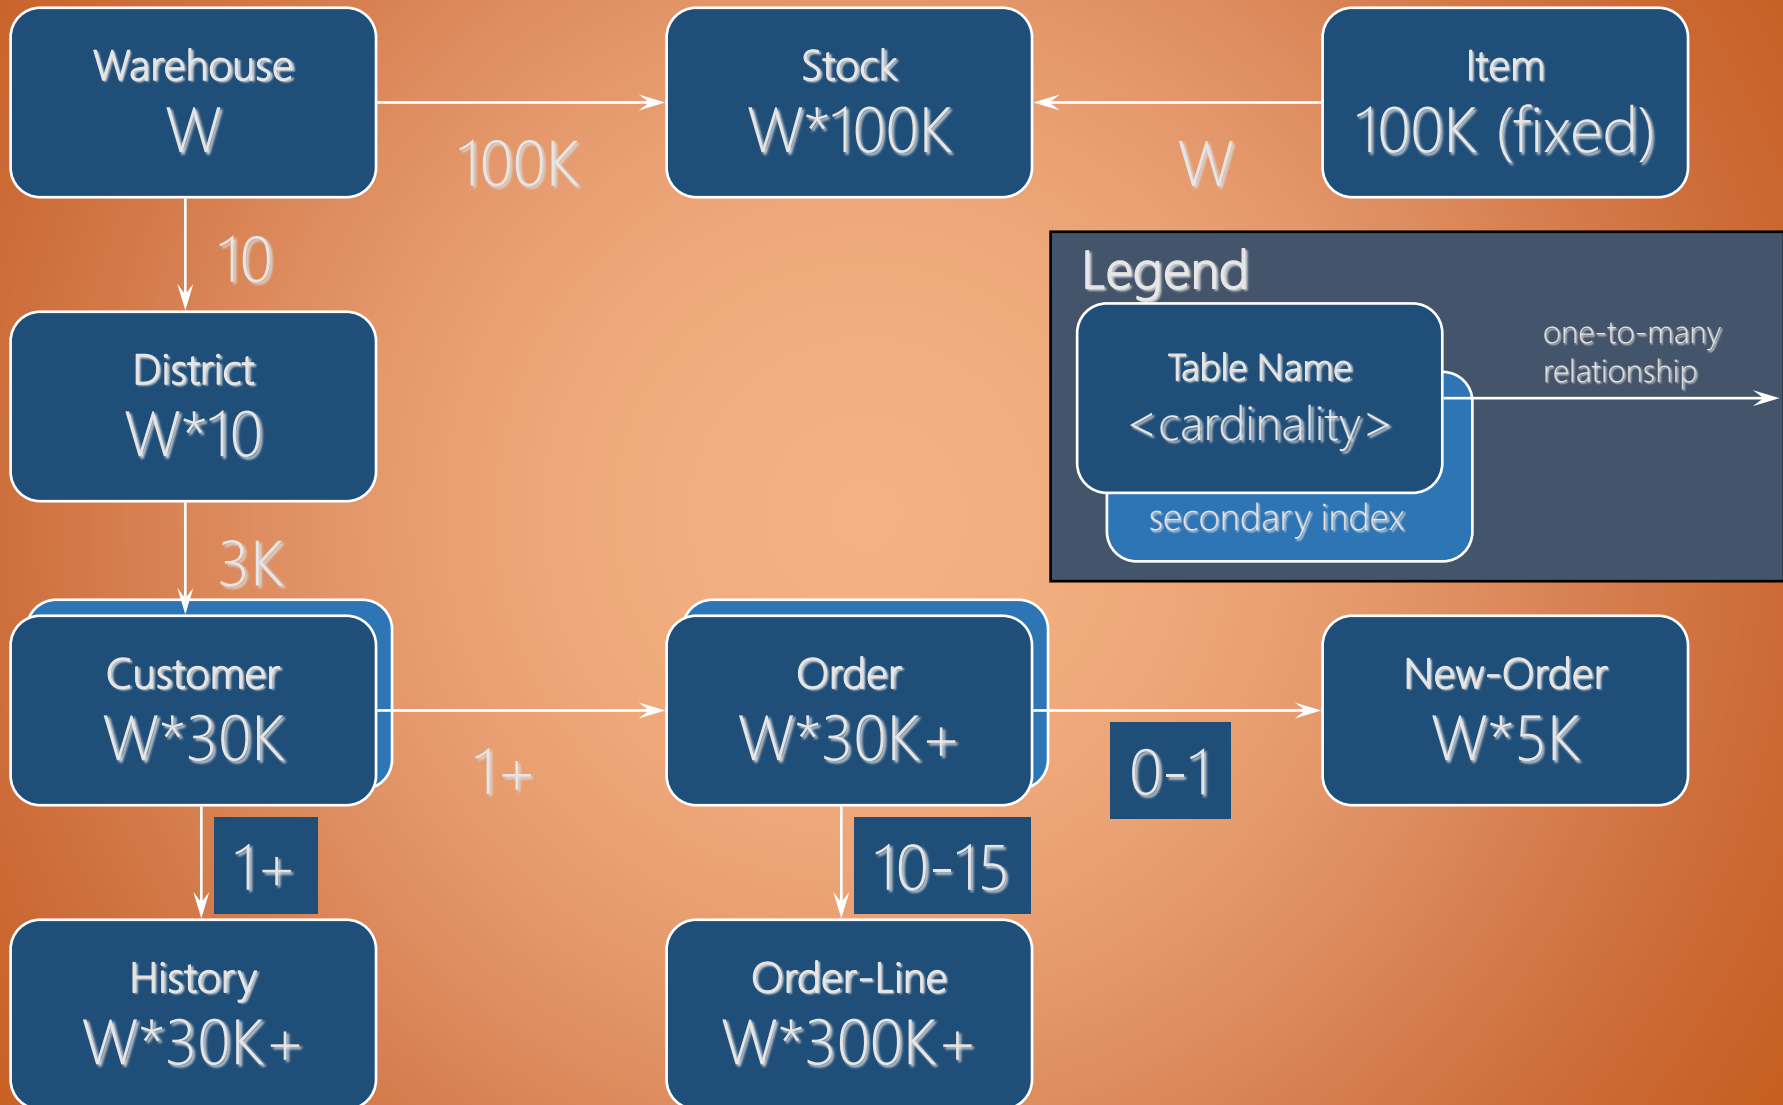 Warehouse
W
100K
Stock
W*100K
W
Item
100K (fixed)
10
Legend
Table Name
<cardinality>
secondary index
one-to-many
relationship
District
W*10
3K
Customer
W*30K
1+
Order
W*30K+
0-1
New-Order
W*5K
1+
10-15
History
W*30K+
Order-Line
W*300K+